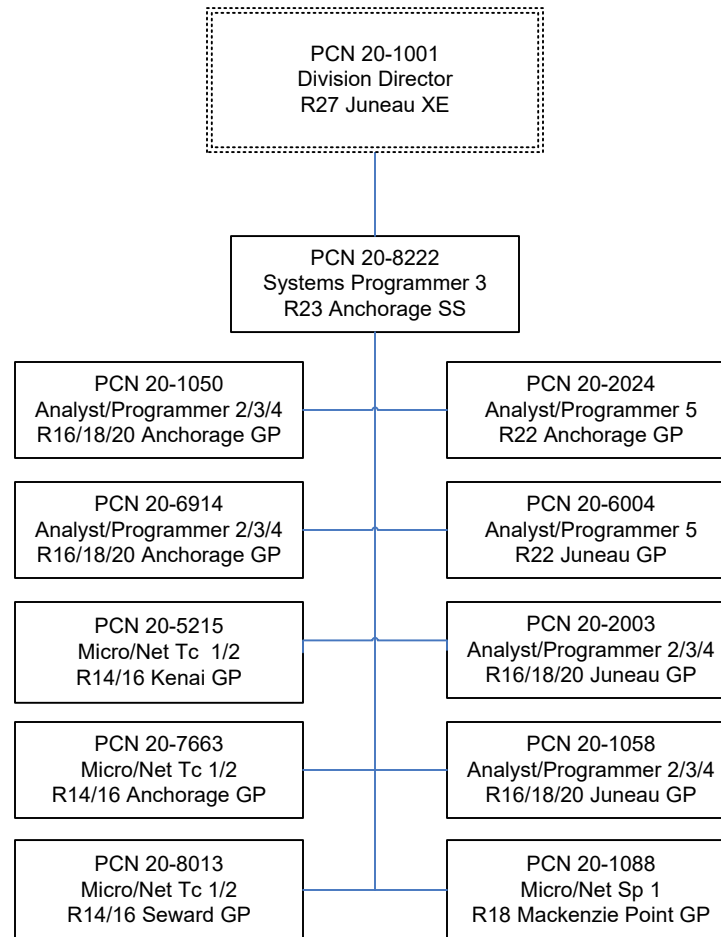 PCN 20-1001
Division Director
R27 Juneau XE
PCN 20-8222
Systems Programmer 3
R23 Anchorage SS
PCN 20-1050
Analyst/Programmer 2/3/4
R16/18/20 Anchorage GP
PCN 20-2024
Analyst/Programmer 5
R22 Anchorage GP
PCN 20-6914
Analyst/Programmer 2/3/4
R16/18/20 Anchorage GP
PCN 20-6004
Analyst/Programmer 5
R22 Juneau GP
PCN 20-5215
Micro/Net Tc 1/2
R14/16 Kenai GP
PCN 20-2003
Analyst/Programmer 2/3/4
R16/18/20 Juneau GP
PCN 20-7663
Micro/Net Tc 1/2
R14/16 Anchorage GP
PCN 20-1058
Analyst/Programmer 2/3/4
R16/18/20 Juneau GP
PCN 20-8013
Micro/Net Tc 1/2
R14/16 Seward GP
PCN 20-1088
Micro/Net Sp 1
R18 Mackenzie Point GP